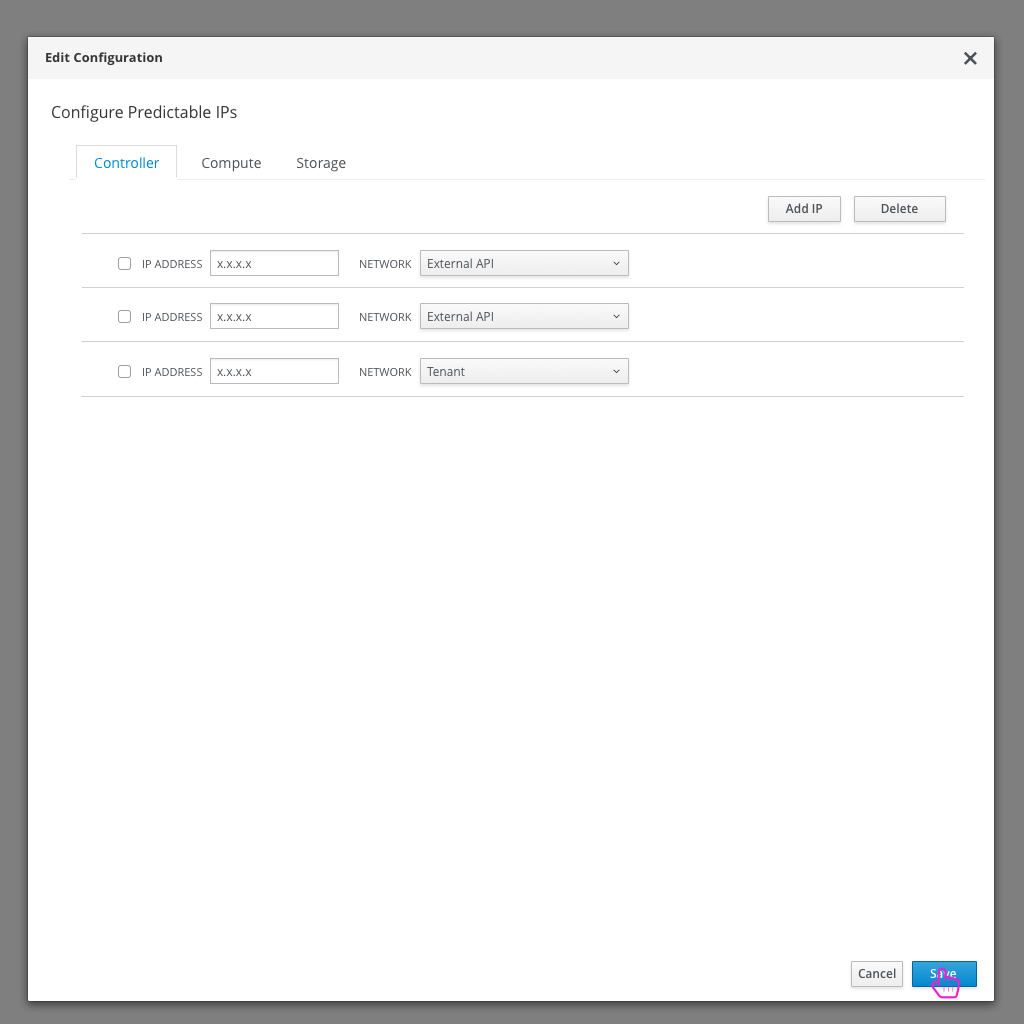 Edit Configuration
Configure Predictable IPs
Controller Compute Storage
Add IP Delete
IP ADDRESS x.x.x.x NETWORK External API
IP ADDRESS x.x.x.x NETWORK External API
IP ADDRESS x.x.x.x NETWORK Tenant
Cancel Save